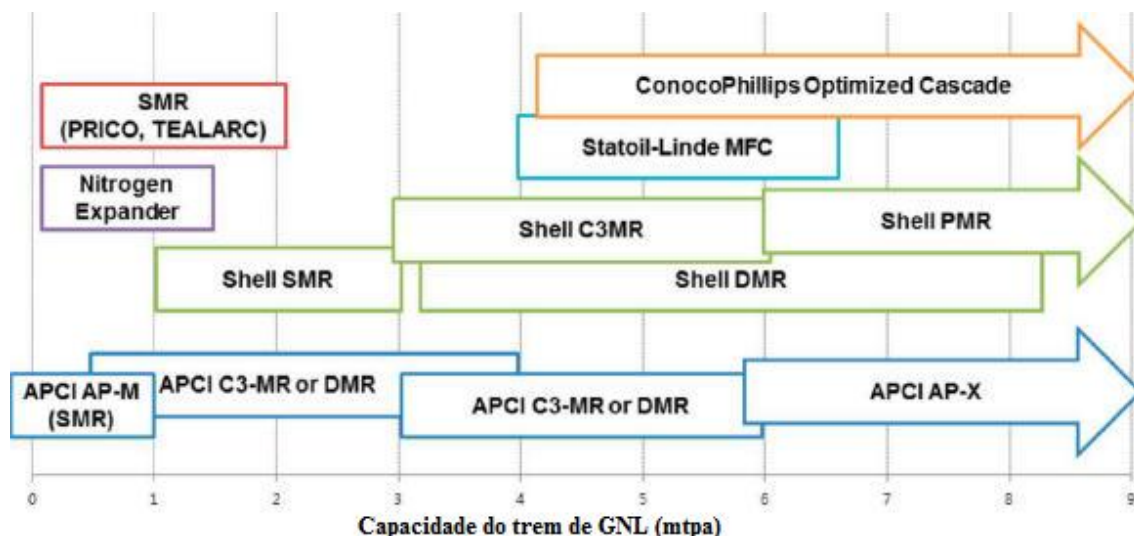 ConocoPhillips Optimized Cascade
SMR
(PRICO, TEALARC)
Statoil-Linde MFC
Nitrogen
Expander
Shell C3MR
Shell PMR
Shell SMR
Shell DMR
APCI AP-M
(SMR)
APCI C3-MR or DMR
APCI C3-MR or DMR
APCI AP-X
0 1 2 3 4 5 6 7 8 9
Capacidade do trem de GNL (mtpa)